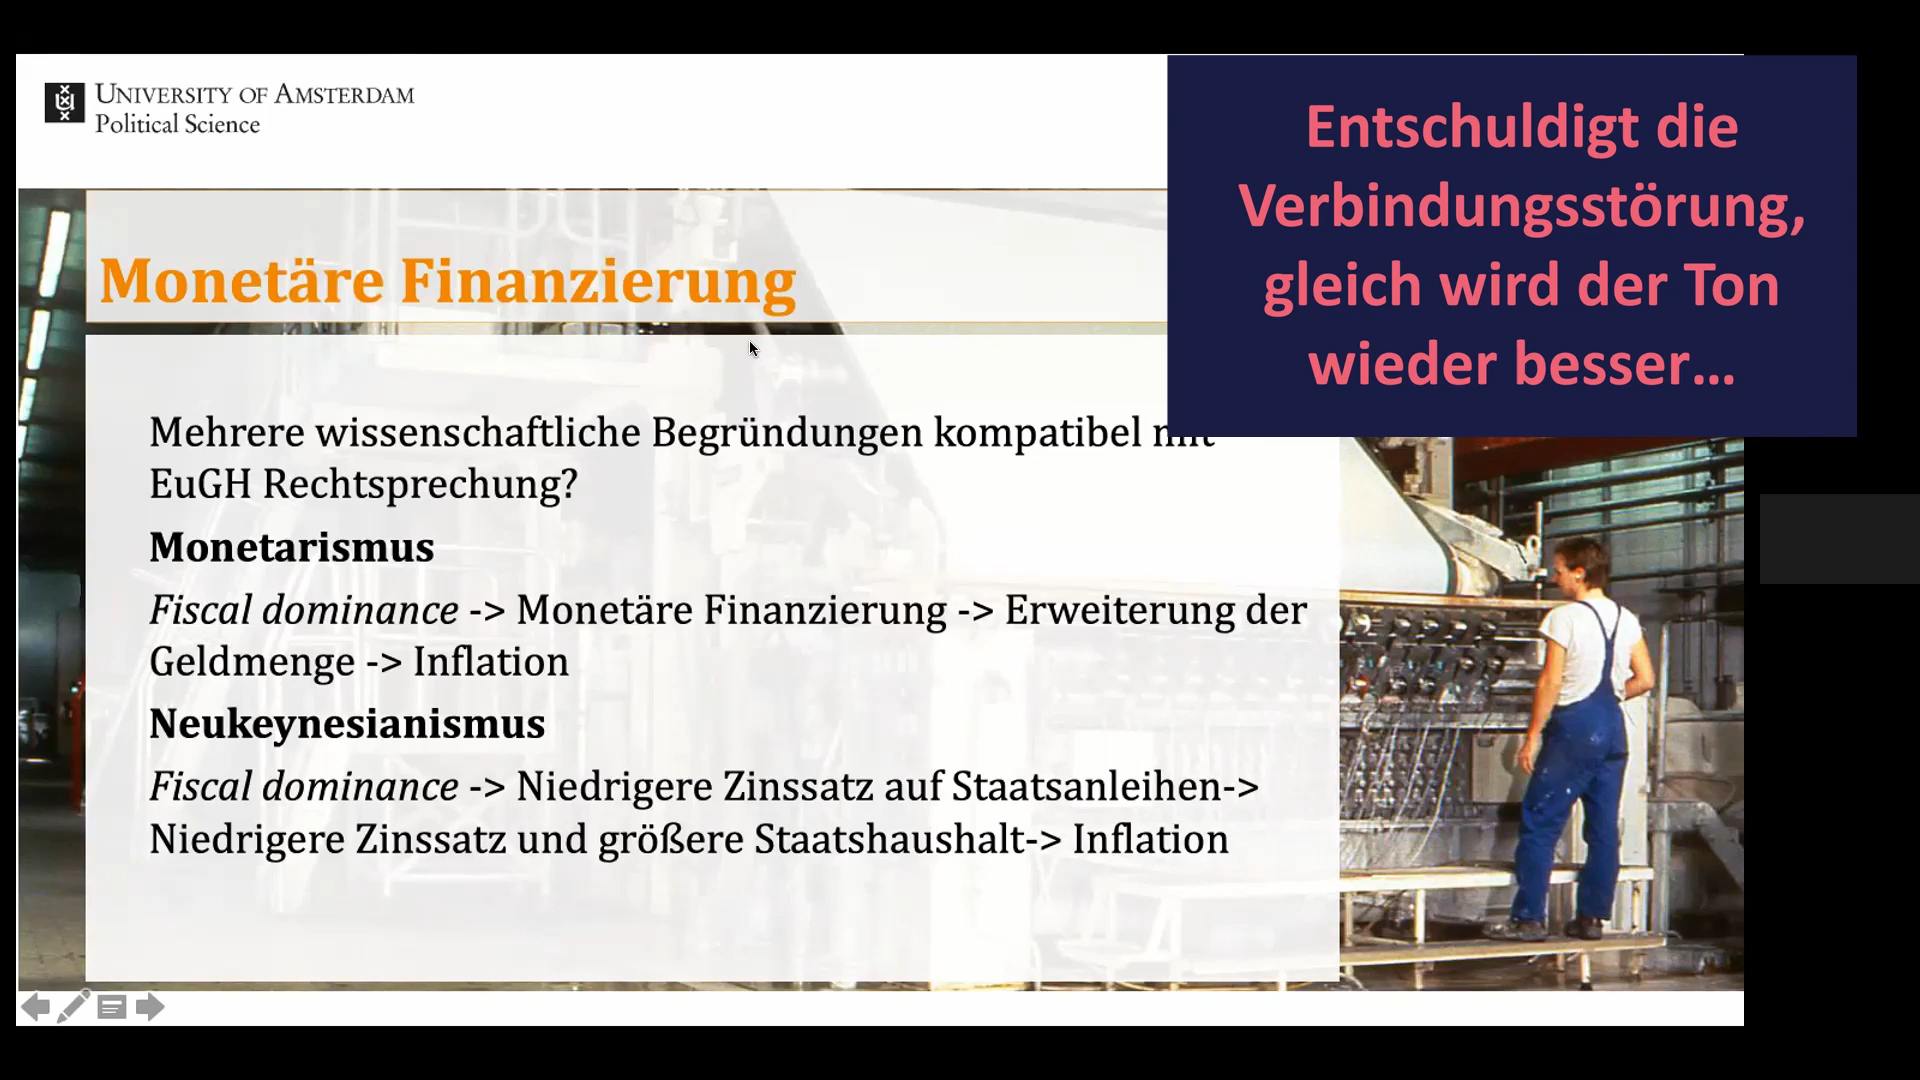 UNIVERSITY OF AMSTERDAM
Political Science
Entschuldigt die
Verbindungsstörung,
gleich wird der Ton
wieder besser...
Monetäre Finanzierung
Mehrere wissenschaftliche Begründungen kompatibel mit
EuGH Rechtsprechung?
Monetarismus
Fiscal dominance -> Monetäre Finanzierung -> Erweiterung der
Geldmenge -> Inflation
Neukeynesianismus
Fiscal dominance -> Niedrigere Zinssatz auf Staatsanleihen->
Niedrigere Zinssatz und größere Staatshaushalt-> Inflation